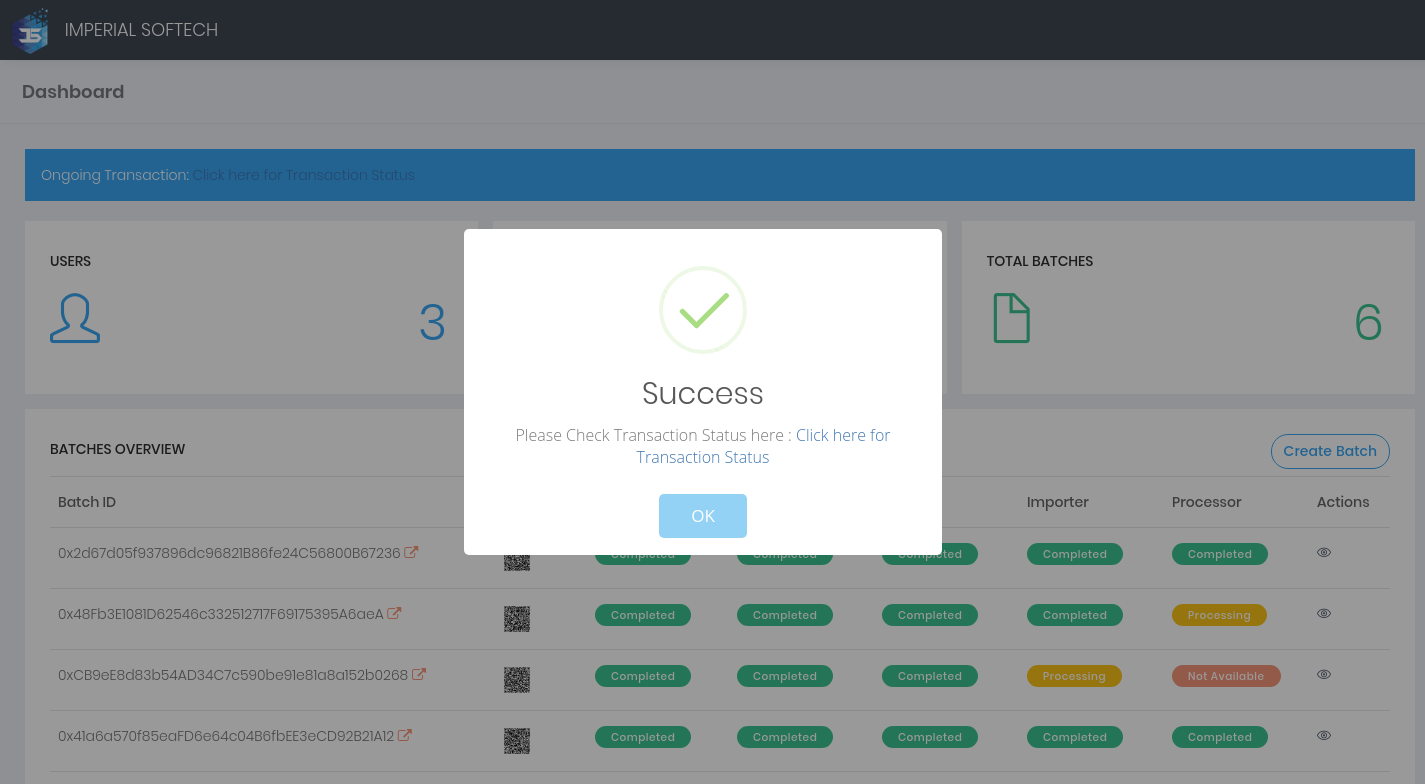 IMPERIAL SOFTECH
Dashboard
Ongoing Transaction: Click here for Transaction Status
USERS
3
TOTAL BATCHES
6
Success
Please Check Transaction Status here : Click here for
Transaction Status
OK
BATCHES OVERVIEW
Create Batch
Batch ID Importer Processor Actions
0x2d67d05f937896dc96821B86fe24C56800B67236 Completed Completed Completed Completed Completed
0x48Fb3E1081D62546c332512717F69175395A6aeA Completed Completed Completed Completed Processing
0xCB9eE8d83b54AD34C7c590be91e81a8a152b0268 Completed Completed Completed Processing Not Available
0x41a6a570f85eaFD6e64c04B6fbEE3eCD92B21A12 Completed Completed Completed Completed Completed